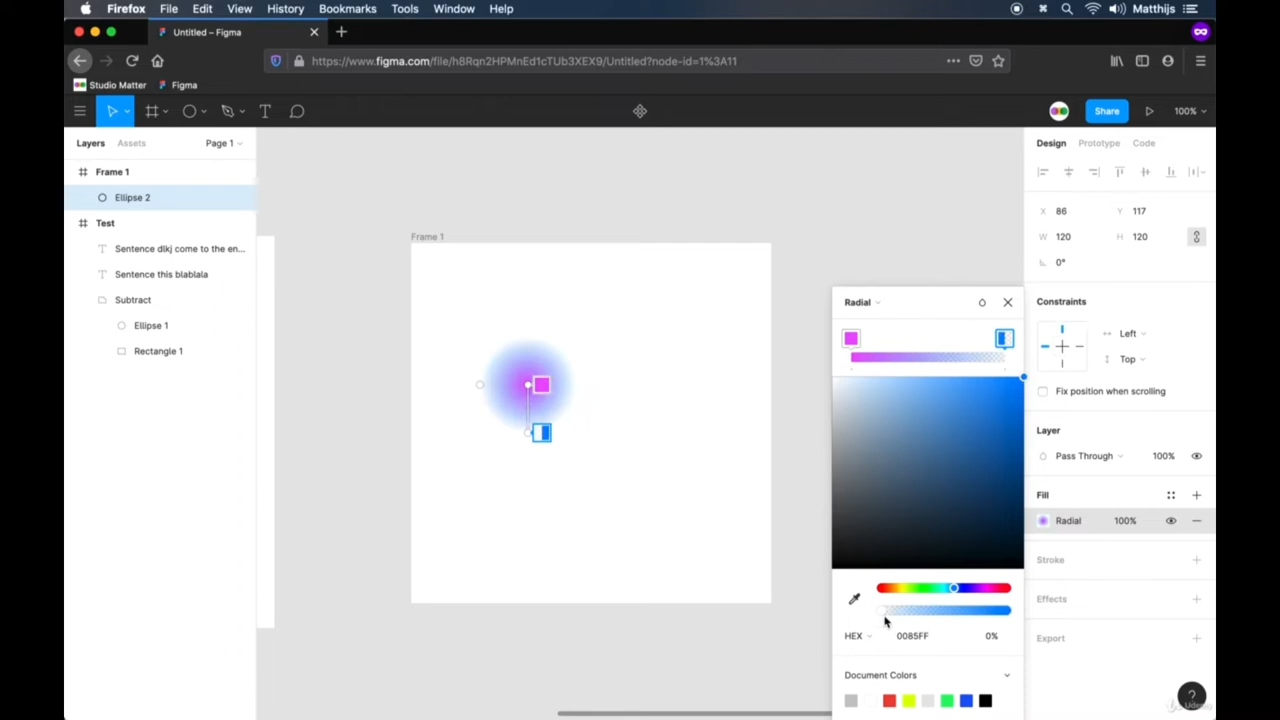 Firefox File Edit View History Bookmarks Tools Window Help Matthijs
Untitled – Figma
https://www.figma.com/file/h8Rqn2HPMnEd1cTUb3XEX9/Untitled?node-id=1%3A11
Studio Matter Figma
Share 100%
Layers Assets Page 1
Design Prototype Code
Frame 1
Ellipse 2
Test
Sentence dlkj come to the en...
Sentence this blablala
Subtract
Ellipse 1
Rectangle 1
Frame 1
X 86 Y 117
W 120 H 120
0°
Constraints
Left
Top
Fix position when scrolling
Layer
Pass Through 100%
Fill
Radial 100%
Stroke
Effects
Export
Radial
HEX 0085FF 0%
Document Colors
?
Udemy